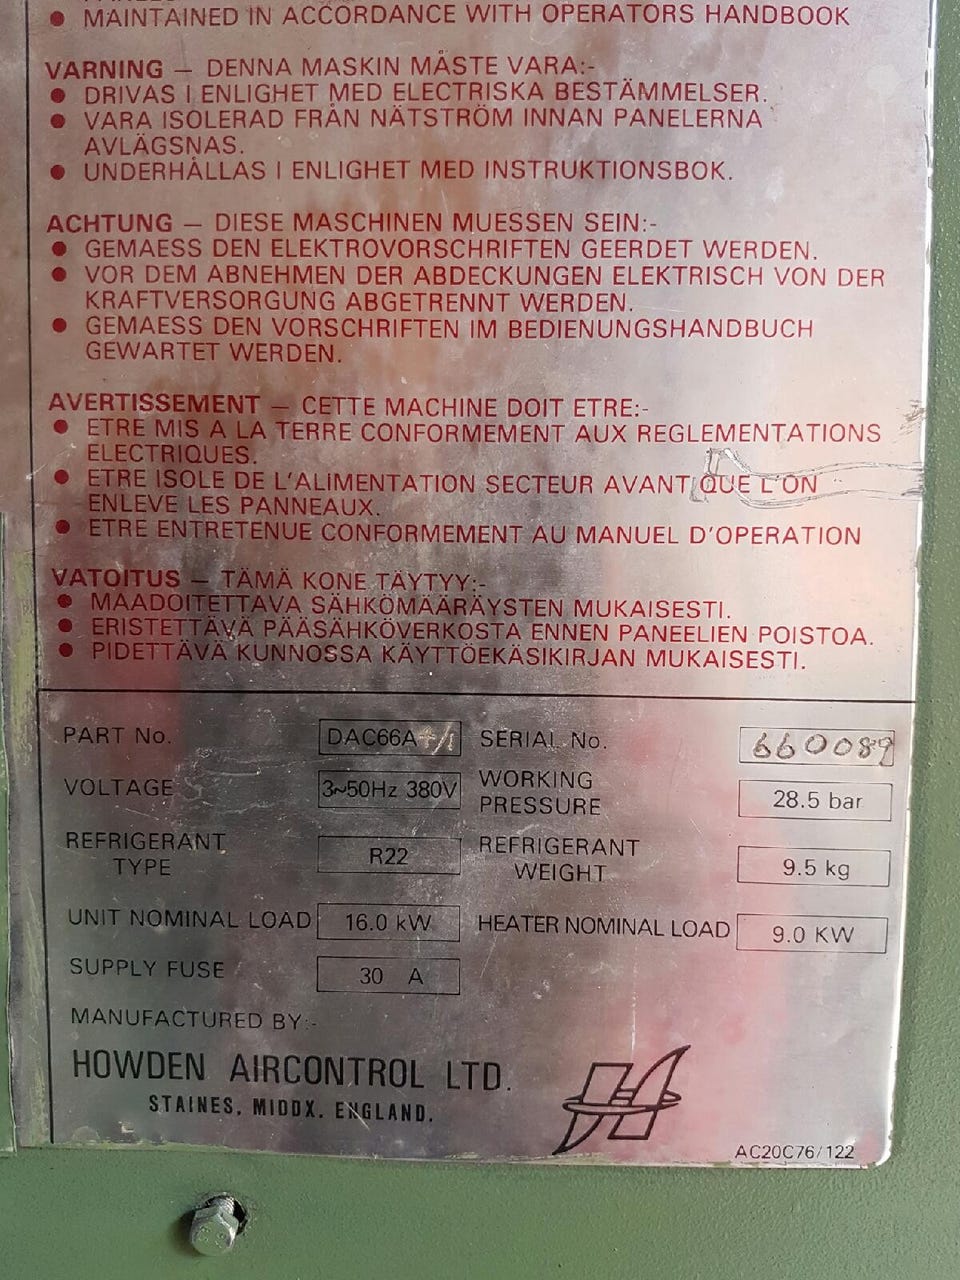 ● MAINTAINED IN ACCORDANCE WITH OPERATORS HANDBOOK
VARNING — DENNA MASKIN MÅSTE VARA:-
● DRIVAS I ENLIGHET MED ELECTRISKA BESTÄMMELSER.
● VARA ISOLERAD FRÅN NÄTSTRÖM INNAN PANELERNA
AVLÄGSNAS.
● UNDERHÅLLAS I ENLIGHET MED INSTRUKTIONSBOK.
ACHTUNG — DIESE MASCHINEN MUESSEN SEIN:-
● GEMAESS DEN ELEKTROVORSCHRIFTEN GEERDET WERDEN.
● VOR DEM ABNEHMEN DER ABDECKUNGEN ELEKTRISCH VON DER
KRAFTVERSORGUNG ABGETRENNT WERDEN.
● GEMAESS DEN VORSCHRIFTEN IM BEDIENUNGSHANDBUCH
GEWARTET WERDEN.
AVERTISSEMENT — CETTE MACHINE DOIT ETRE:-
● ETRE MIS A LA TERRE CONFORMEMENT AUX REGLEMENTATIONS
ELECTRIQUES.
● ETRE ISOLE DE L'ALIMENTATION SECTEUR AVANT QUE L'ON
ENLEVE LES PANNEAUX.
● ETRE ENTRETENUE CONFORMEMENT AU MANUEL D'OPERATION
VATOITUS — TÄMÄ KONE TÄYTYY:-
● MAADOITETTAVA SÄHKÖMÄÄRÄYSTEN MUKAISESTI.
● ERISTETTÄVÄ PÄÄSÄHKÖVERKOSTA ENNEN PANEELIEN POISTOA.
● PIDETTÄVÄ KUNNOSSA KÄYTTÖEKÄSIKIRJAN MUKAISESTI.
PART No. DAC66A SERIAL No. 660089
VOLTAGE 3~50Hz 380V WORKING
PRESSURE 28.5 bar
REFRIGERANT
TYPE R22 REFRIGERANT
WEIGHT 9.5 kg
UNIT NOMINAL LOAD 16.0 kW HEATER NOMINAL LOAD 9.0 KW
SUPPLY FUSE 30 A
MANUFACTURED BY:-
HOWDEN AIRCONTROL LTD.
STAINES, MIDDX. ENGLAND.
AC20C76/122